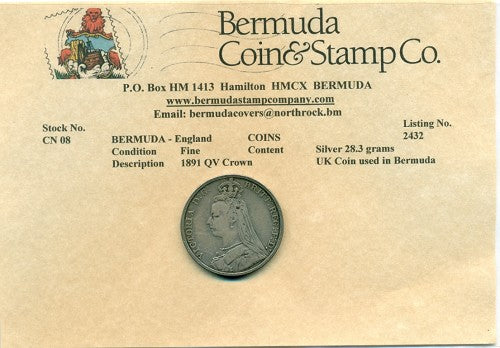 Bermuda
Coin&Stamp Co.
P.O. Box HM 1413 Hamilton HMCX BERMUDA
www.bermudastampcompany.com
Email: bermudacovers@northrock.bm
Stock No. Listing No.
CN 08 BERMUDA - England COINS 2432
Condition Fine Content Silver 28.3 grams
Description 1891 QV Crown UK Coin used in Bermuda
VICTORIA D.G.